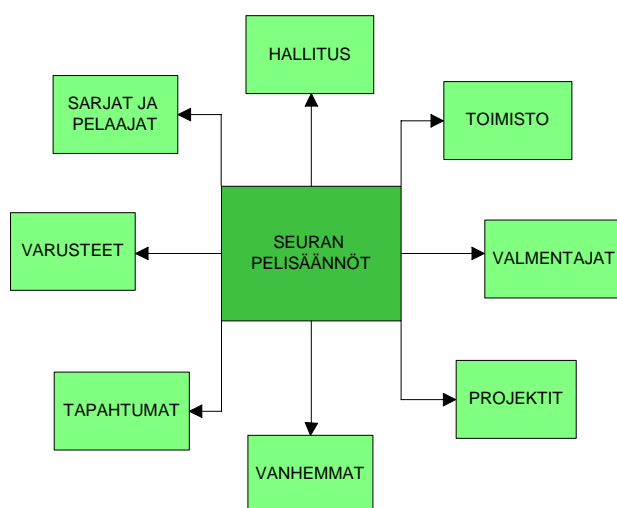 HALLITUS
SARJAT JA
PELAAJAT
TOIMISTO
SEURAN
PELISÄÄNNÖT
VARUSTEET
VALMENTAJAT
TAPAHTUMAT
PROJEKTIT
VANHEMMAT